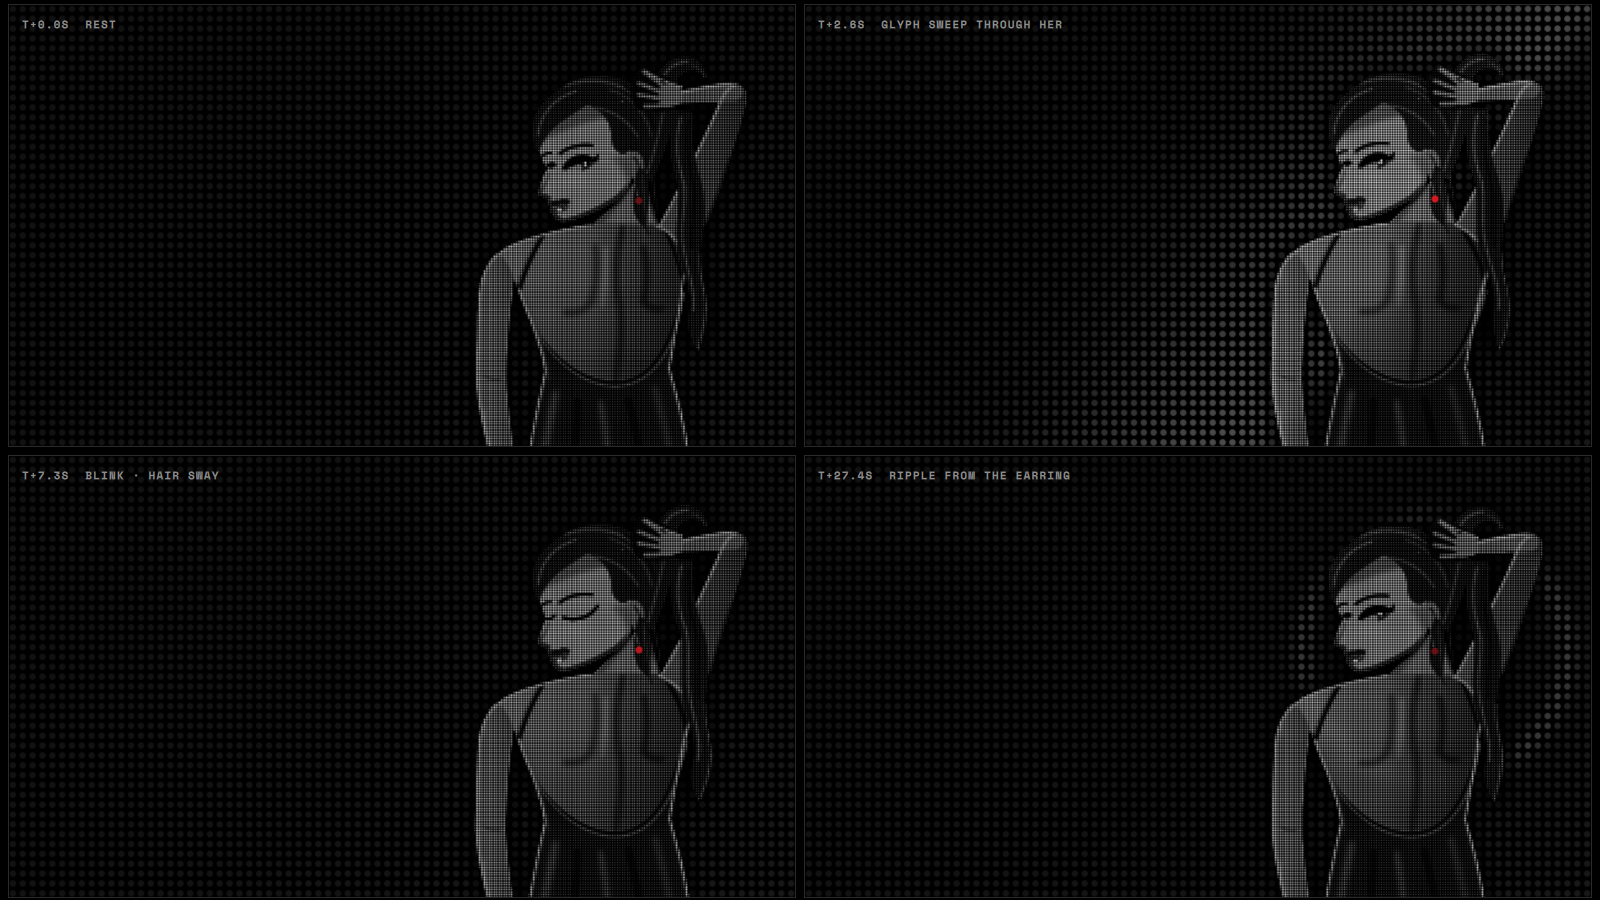 T+0.0S REST
T+2.6S GLYPH SWEEP THROUGH HER
T+7.3S BLINK · HAIR SWAY
T+27.4S RIPPLE FROM THE EARRING